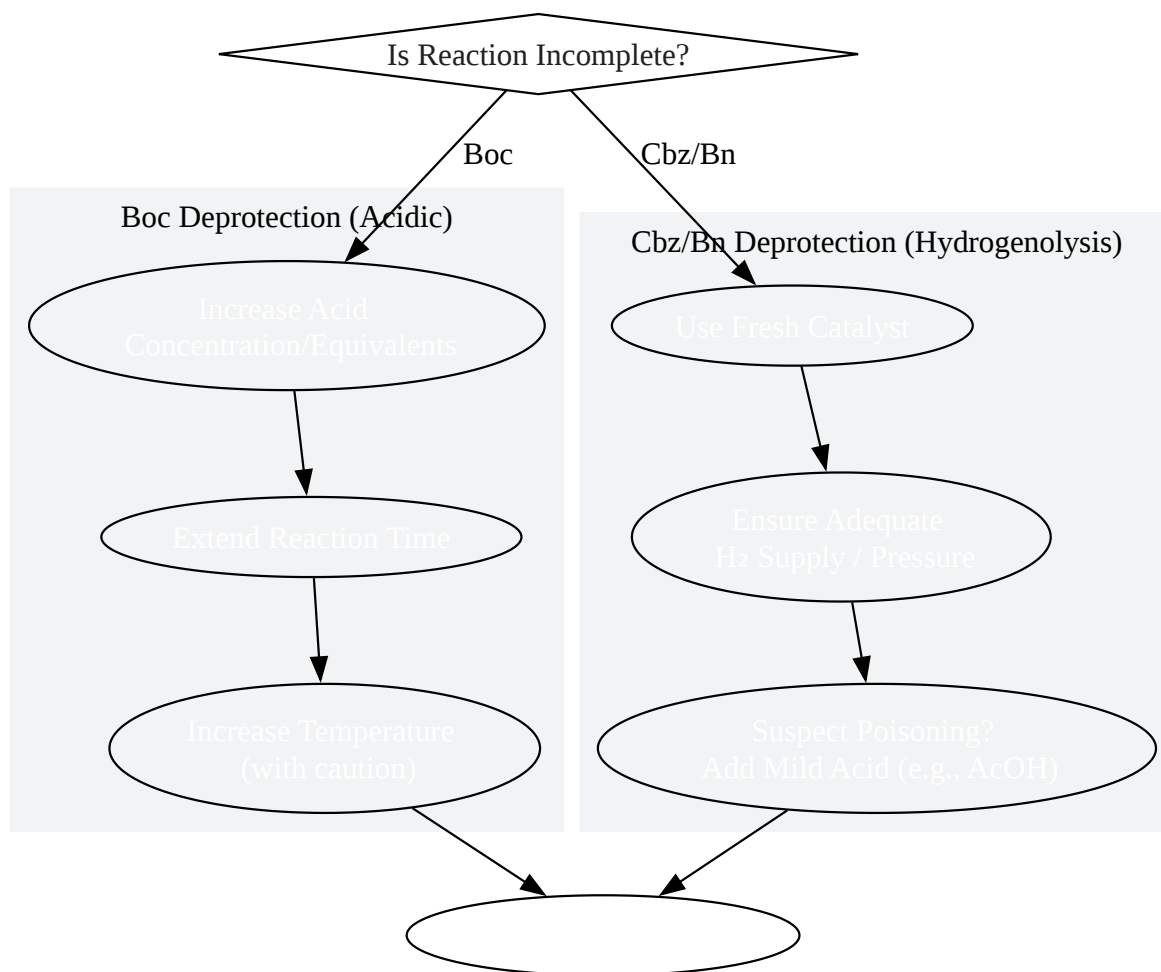 Is Reaction Incomplete?
Boc
Cbz/Bn
Boc Deprotection (Acidic)
Cbz/Bn Deprotection (Hydrogenolysis)
Increase Acid
Concentration/Equivalents
Use Fresh Catalyst
Extend Reaction Time
Ensure Adequate
H₂ Supply / Pressure
Increase Temperature
(with caution)
Suspect Poisoning?
Add Mild Acid (e.g., AcOH)